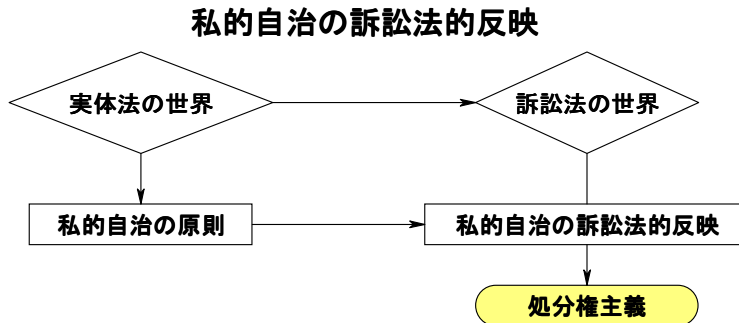 私的自治の訴訟法的反映
実体法の世界
訴訟法の世界
私的自治の原則
私的自治の訴訟法的反映
処分権主義